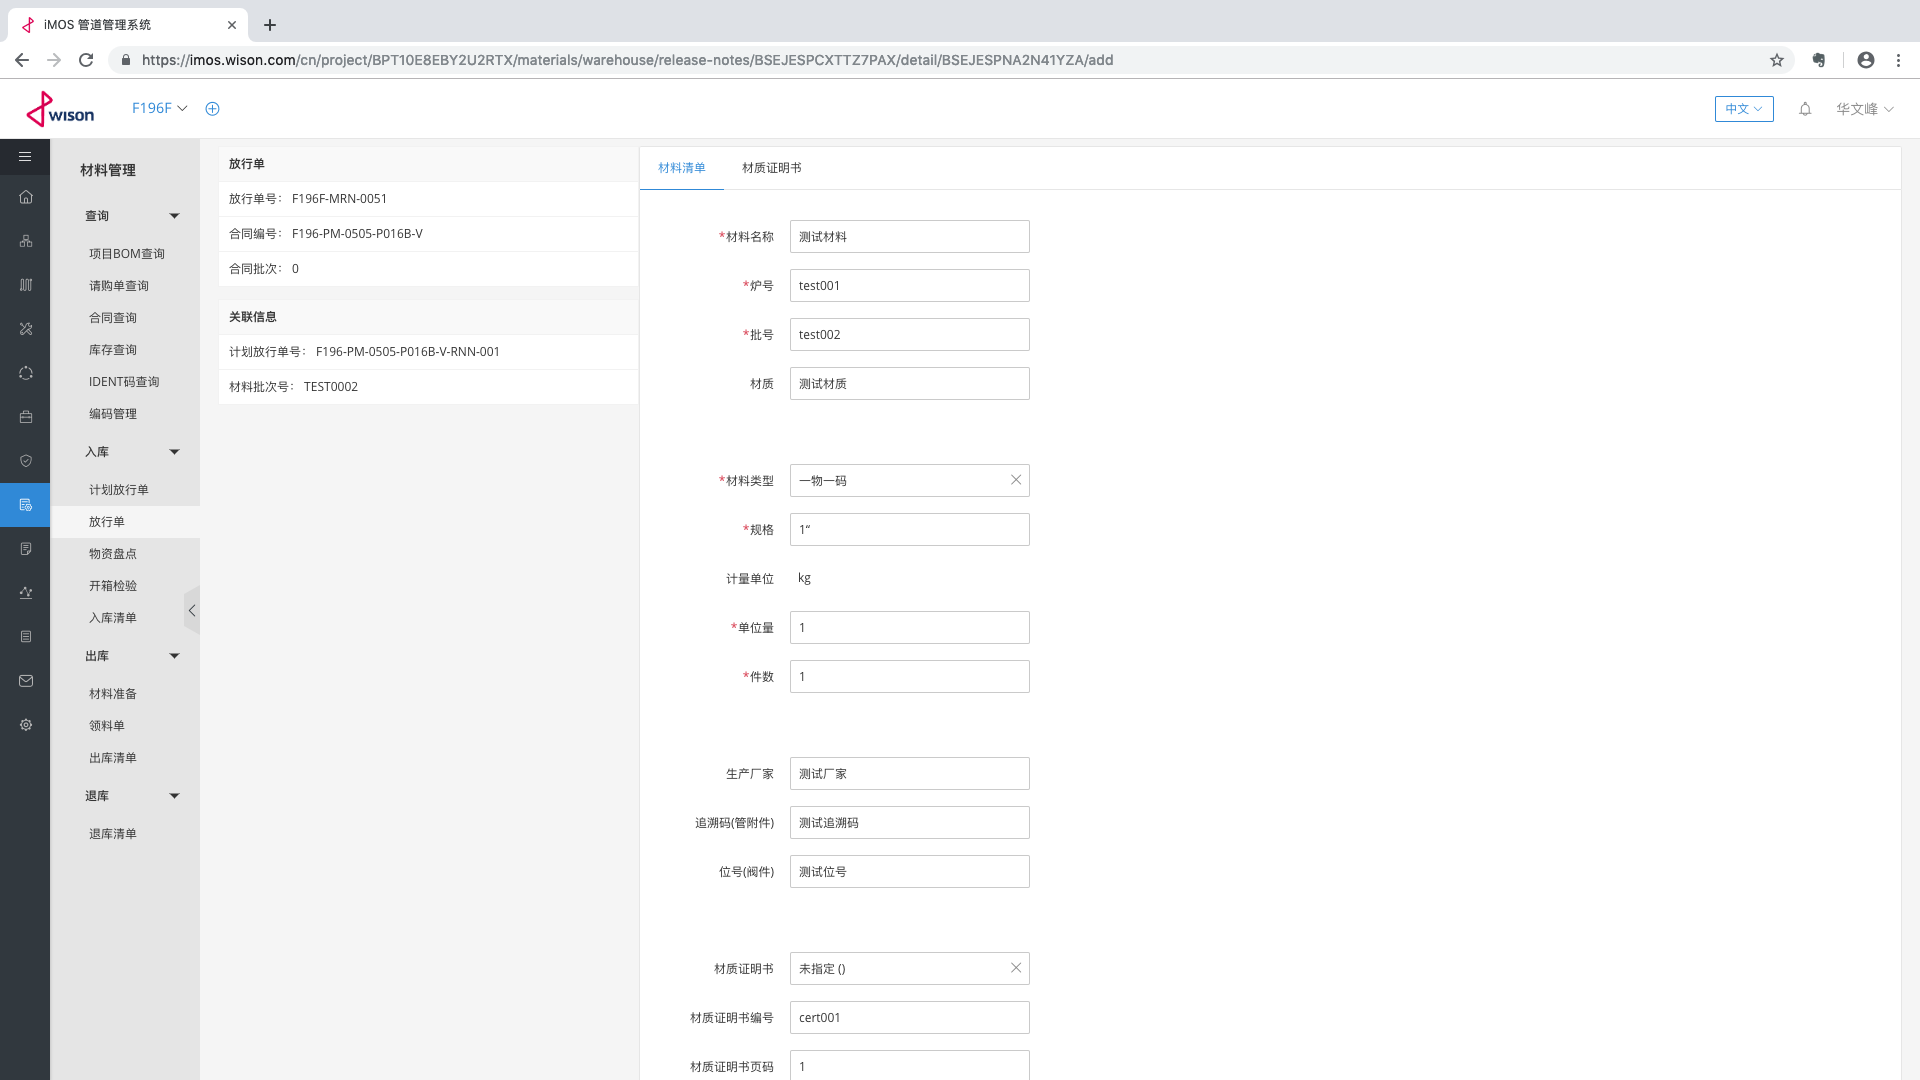 iMOS 管道管理系统
https://imos.wison.com/cn/project/BPT10E8EBY2U2RTX/materials/warehouse/release-notes/BSEJESPCXTTZ7PAX/detail/BSEJESPNA2N41YZA/add
wison
F196F
中文
华文峰
材料管理
查询
项目BOM查询
请购单查询
合同查询
库存查询
IDENT码查询
编码管理
入库
计划放行单
放行单
物资盘点
开箱检验
入库清单
出库
材料准备
领料单
出库清单
退库
退库清单
放行单
放行单号： F196F-MRN-0051
合同编号： F196-PM-0505-P016B-V
合同批次： 0
关联信息
计划放行单号： F196-PM-0505-P016B-V-RNN-001
材料批次号： TEST0002
材料清单 材质证明书
*材料名称 测试材料
*炉号 test001
*批号 test002
材质 测试材质
*材料类型 一物一码
*规格 1“
计量单位 kg
*单位量 1
*件数 1
生产厂家 测试厂家
追溯码(管附件) 测试追溯码
位号(阀件) 测试位号
材质证明书 未指定 ()
材质证明书编号 cert001
材质证明书页码 1